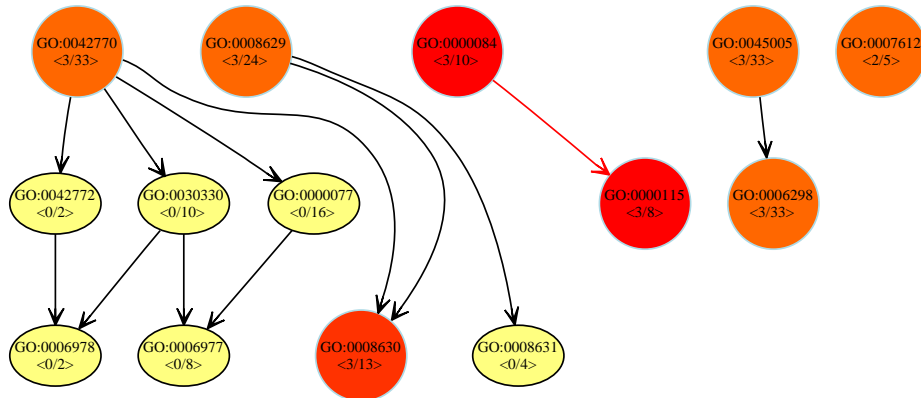 GO:0042770
<3/33>
GO:0008629
<3/24>
GO:0000084
<3/10>
GO:0045005
<3/33>
GO:0007612
<2/5>
GO:0042772
<0/2>
GO:0030330
<0/10>
GO:0000077
<0/16>
GO:0000115
<3/8>
GO:0006298
<3/33>
GO:0006978
<0/2>
GO:0006977
<0/8>
GO:0008630
<3/13>
GO:0008631
<0/4>